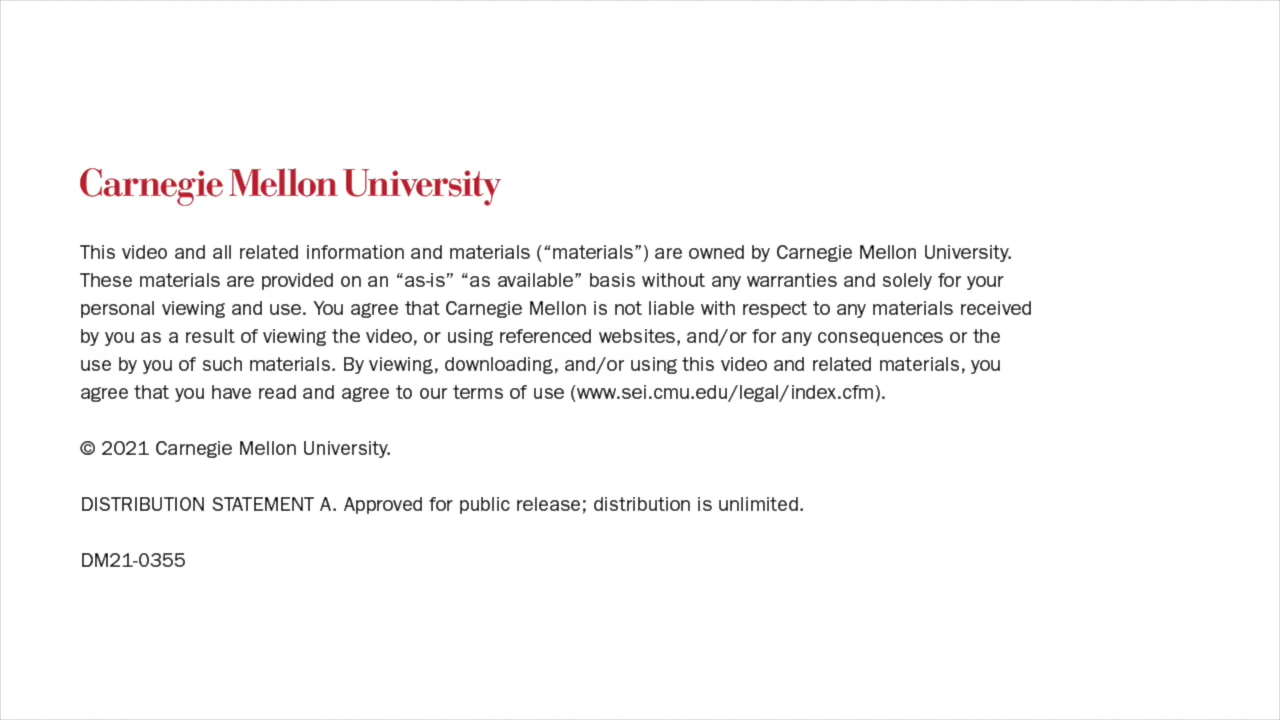 Carnegie Mellon University
This video and all related information and materials (“materials”) are owned by Carnegie Mellon University.
These materials are provided on an “as-is” “as available” basis without any warranties and solely for your
personal viewing and use. You agree that Carnegie Mellon is not liable with respect to any materials received
by you as a result of viewing the video, or using referenced websites, and/or for any consequences or the
use by you of such materials. By viewing, downloading, and/or using this video and related materials, you
agree that you have read and agree to our terms of use (www.sei.cmu.edu/legal/index.cfm).
© 2021 Carnegie Mellon University.
DISTRIBUTION STATEMENT A. Approved for public release; distribution is unlimited.
DM21-0355